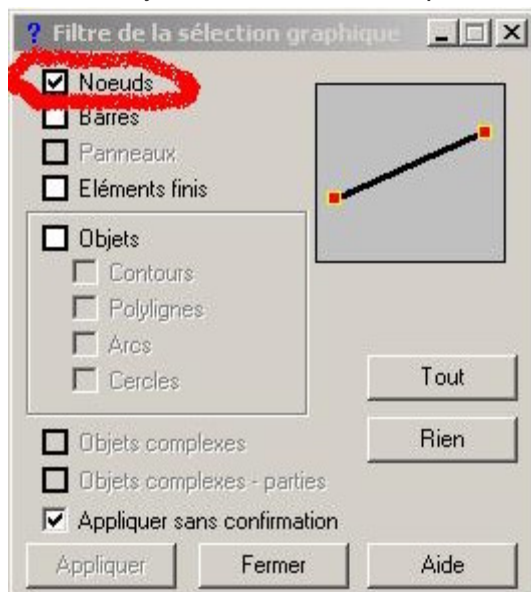 ? Filtre de la sélection graphique
Noeuds
Barres
Panneaux
Eléments finis
Objets
Contours
Polylignes
Arcs
Cercles
Tout
Objets complexes
Rien
Objets complexes - parties
Appliquer sans confirmation
Appliquer Fermer Aide